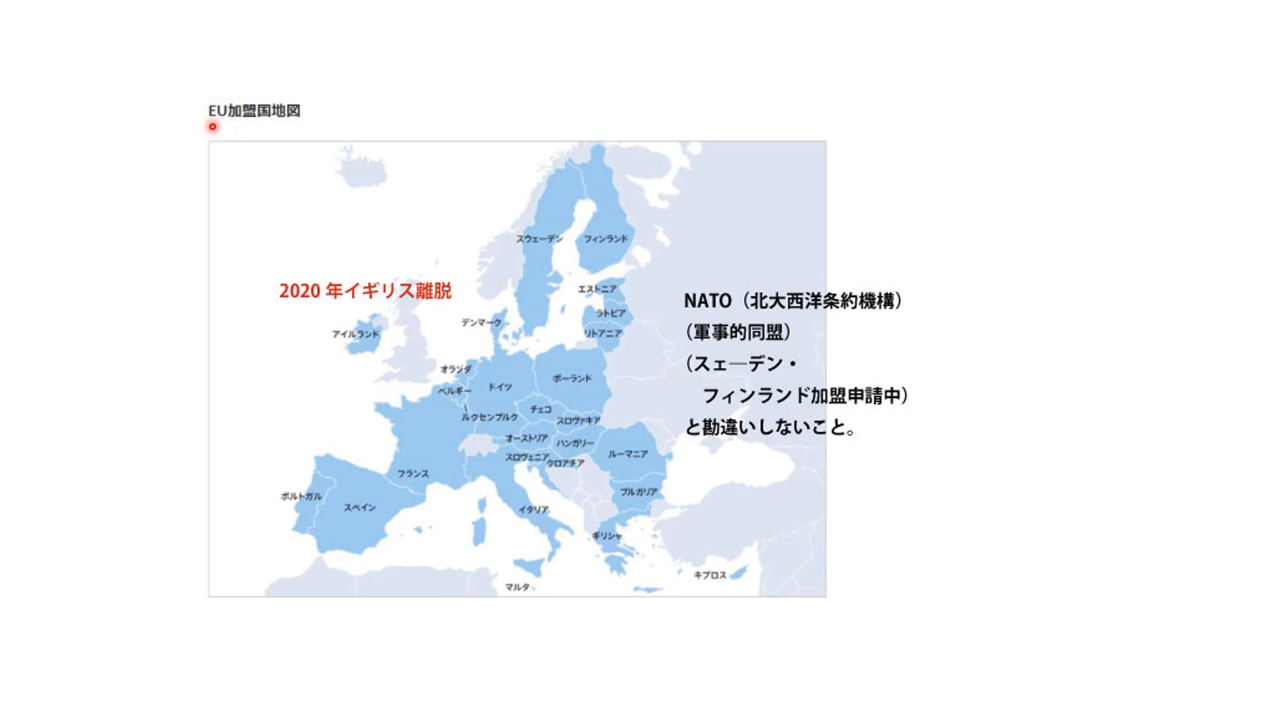 EU加盟国地図
スウェーデン
フィンランド
2020 年イギリス離脱
エストニア
ラトビア
デンマーク
リトアニア
アイルランド
オランダ
ポーランド
ドイツ
ベルギー
チェコ
ルクセンブルク
スロヴァキア
オーストリア
ハンガリー
ルーマニア
スロヴェニア
クロアチア
フランス
ブルガリア
ポルトガル
スペイン
イタリア
ギリシャ
キプロス
マルタ
NATO（北大西洋条約機構）
（軍事的同盟）
（スェ―デン・
フィンランド加盟申請中）
と勘違いしないこと。